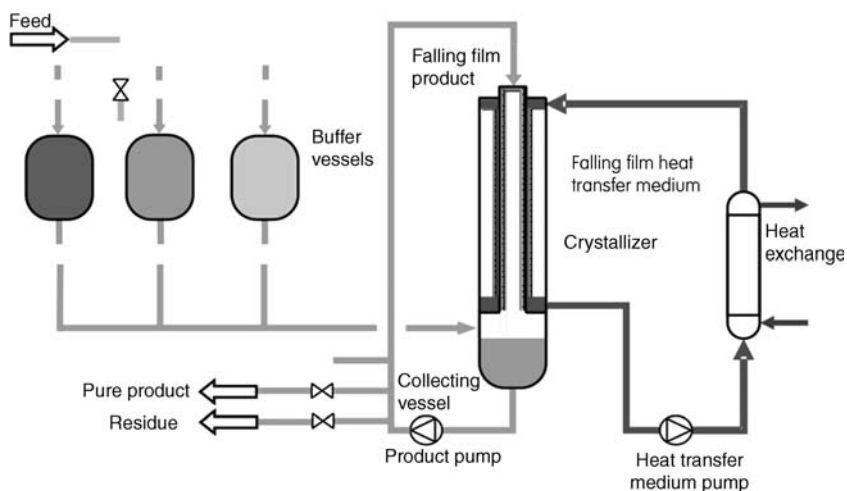 Feed
Falling film
product
Buffer
vessels
Falling film heat
transfer medium
Crystallizer
Heat
exchange
Pure product
Collecting
vessel
Residue
Product pump
Heat transfer
medium pump